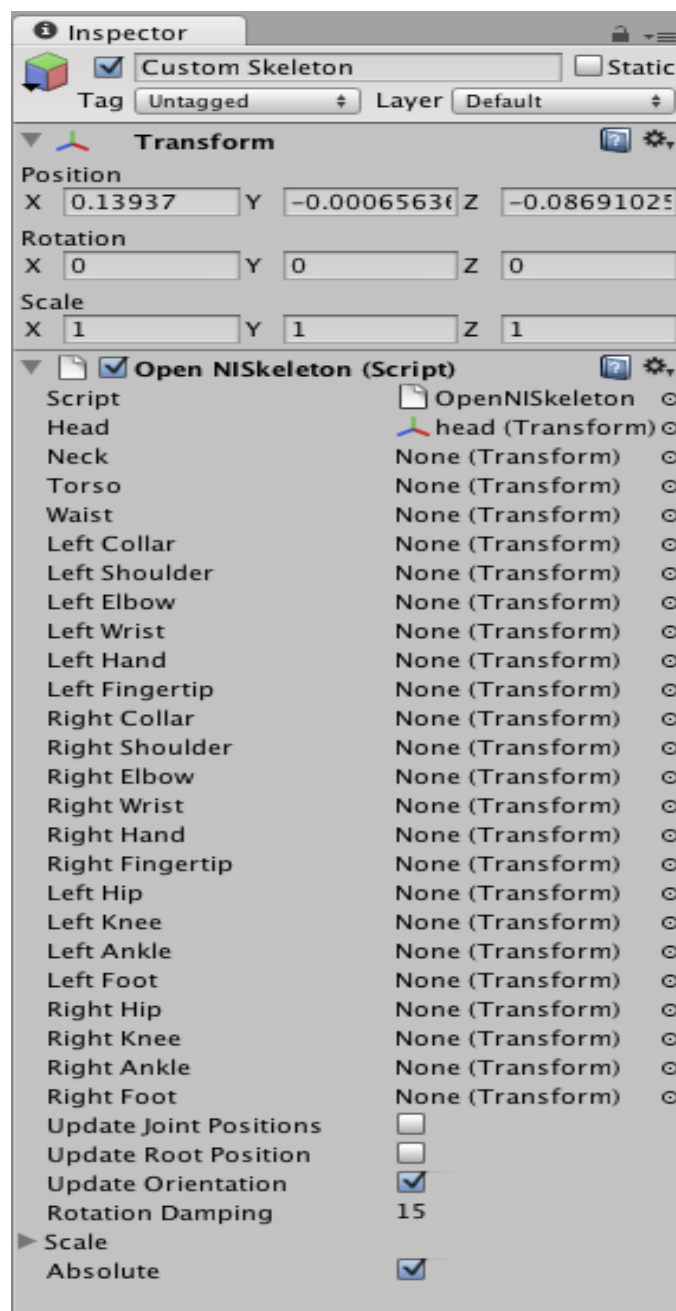 Inspector
Custom Skeleton Static
Tag Untagged Layer Default
Transform
Position
X 0.13937 Y -0.00065636 Z -0.08691025
Rotation
X 0 Y 0 Z 0
Scale
X 1 Y 1 Z 1
Open NISkeleton (Script)
Script OpenNISkeleton
Head head (Transform)
Neck None (Transform)
Torso None (Transform)
Waist None (Transform)
Left Collar None (Transform)
Left Shoulder None (Transform)
Left Elbow None (Transform)
Left Wrist None (Transform)
Left Hand None (Transform)
Left Fingertip None (Transform)
Right Collar None (Transform)
Right Shoulder None (Transform)
Right Elbow None (Transform)
Right Wrist None (Transform)
Right Hand None (Transform)
Right Fingertip None (Transform)
Left Hip None (Transform)
Left Knee None (Transform)
Left Ankle None (Transform)
Left Foot None (Transform)
Right Hip None (Transform)
Right Knee None (Transform)
Right Ankle None (Transform)
Right Foot None (Transform)
Update Joint Positions
Update Root Position
Update Orientation
Rotation Damping 15
Scale
Absolute